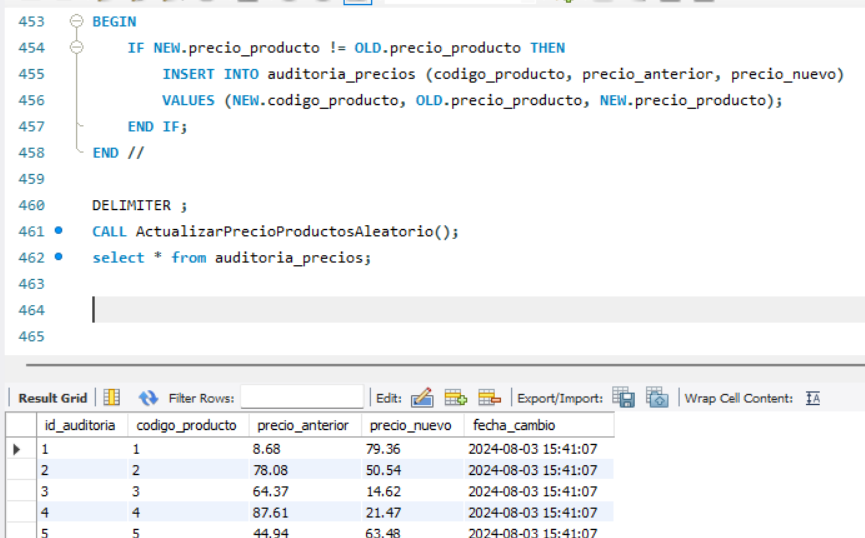 453 BEGIN
454 IF NEW.precio_producto != OLD.precio_producto THEN
455 INSERT INTO auditoria_precios (codigo_producto, precio_anterior, precio_nuevo)
456 VALUES (NEW.codigo_producto, OLD.precio_producto, NEW.precio_producto);
457 END IF;
458 END //
459
460 DELIMITER ;
461 CALL ActualizarPrecioProductosAleatorio();
462 select * from auditoria_precios;
463
464
465
Result Grid Filter Rows: Edit: Export/Import: Wrap Cell Content: IA
id_auditoria codigo_producto precio_anterior precio_nuevo fecha_cambio
1 1 8.68 79.36 2024-08-03 15:41:07
2 2 78.08 50.54 2024-08-03 15:41:07
3 3 64.37 14.62 2024-08-03 15:41:07
4 4 87.61 21.47 2024-08-03 15:41:07
5 5 44.94 63.48 2024-08-03 15:41:07